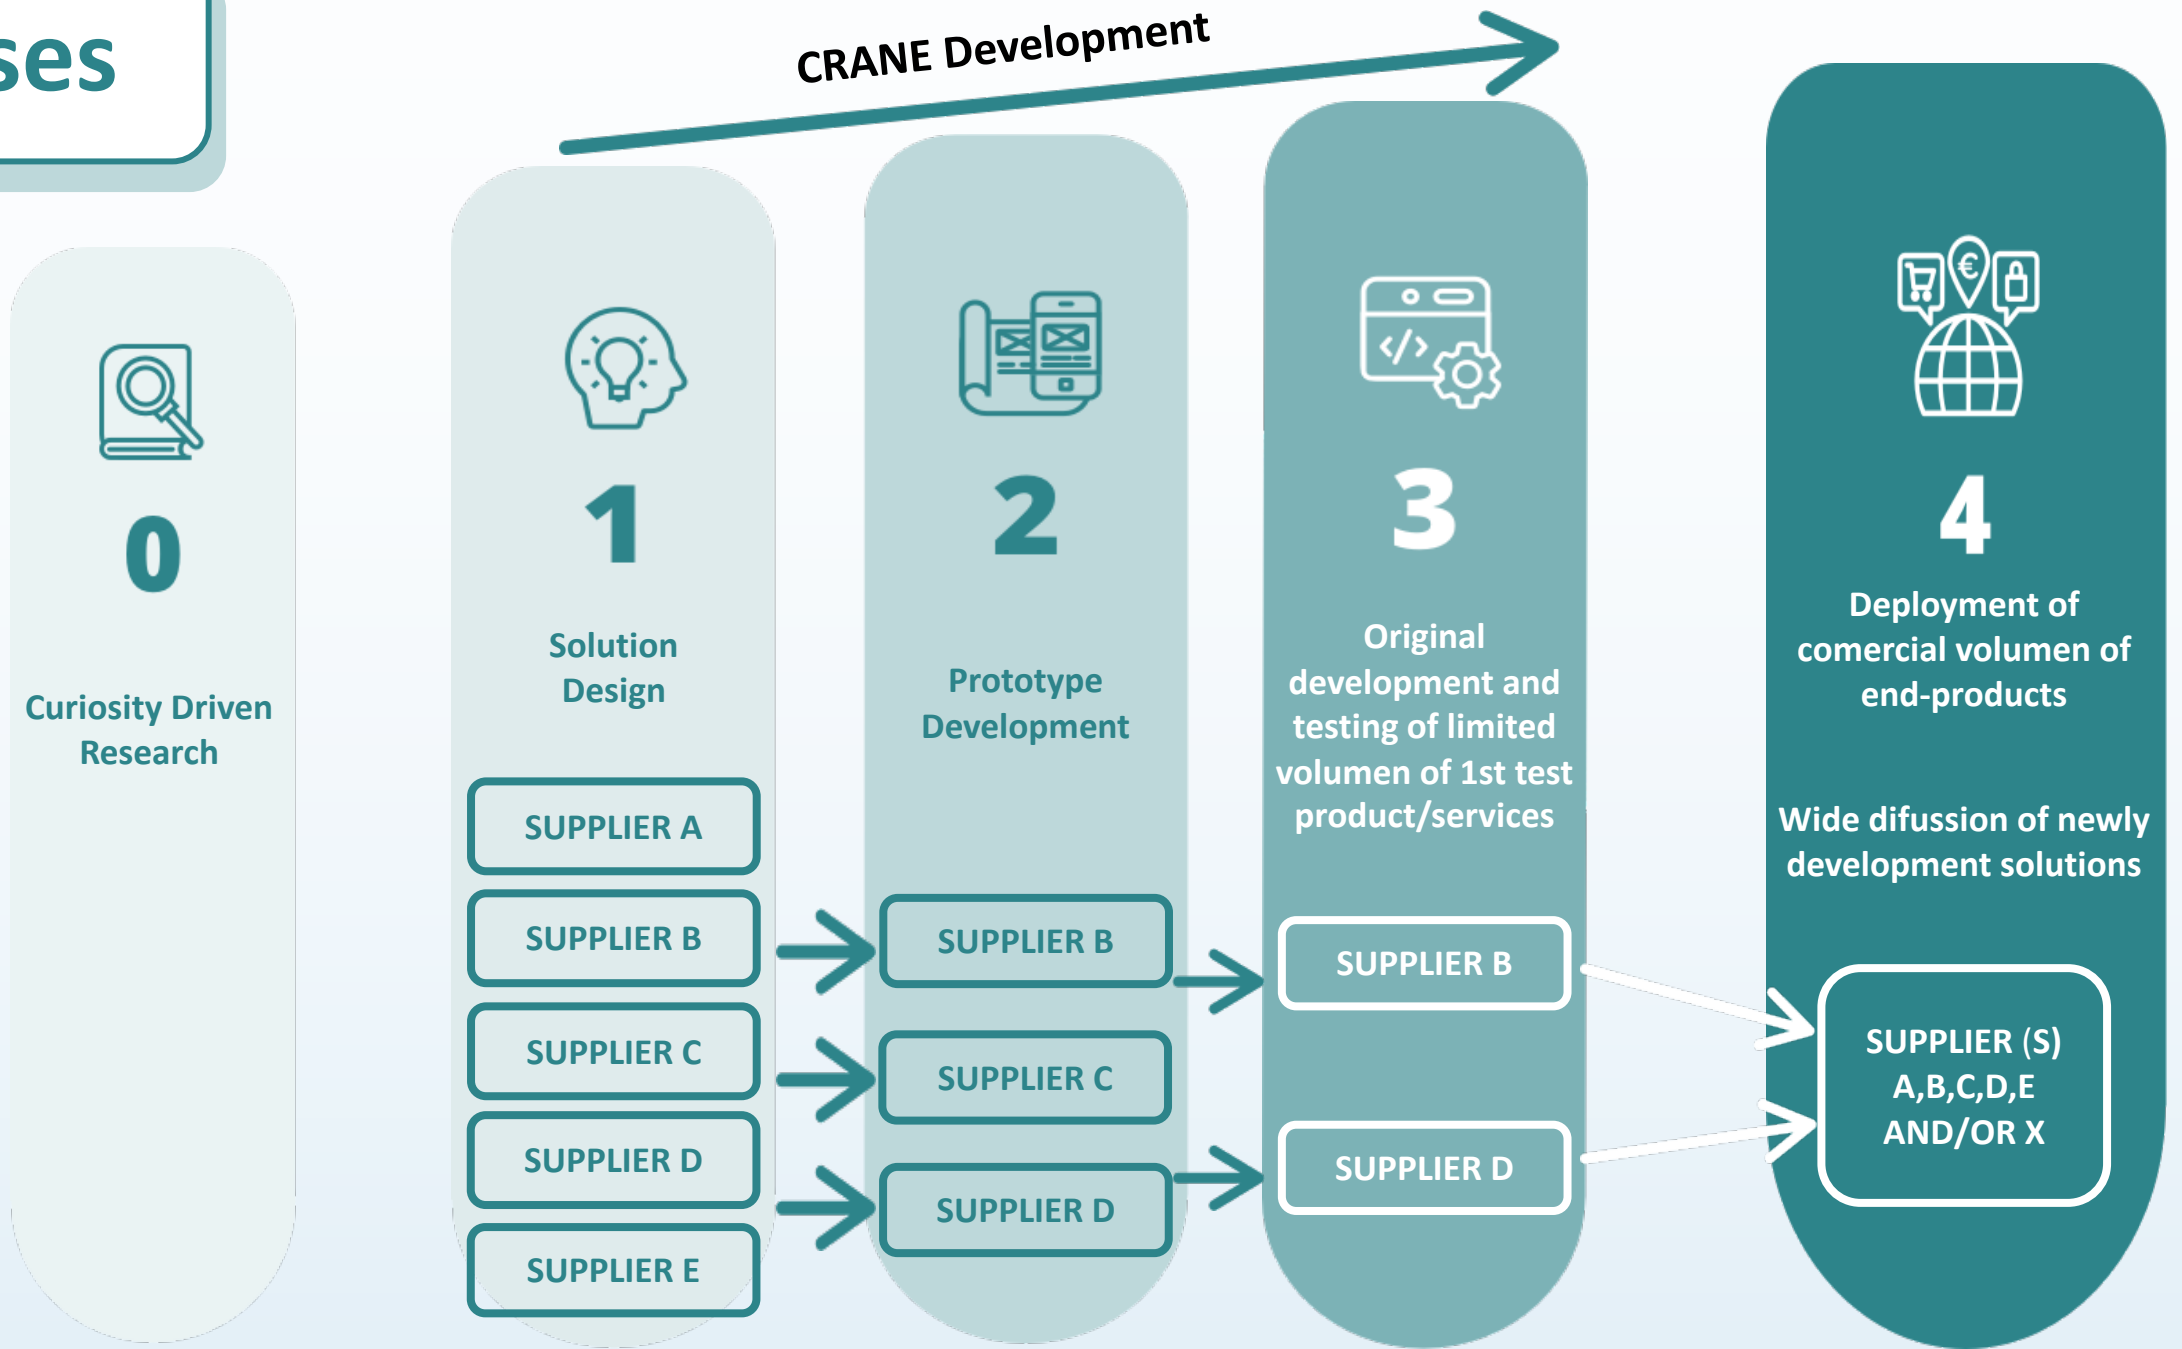 ses
CRANE Development
0
Curiosity Driven
Research
1
Solution
Design
SUPPLIER A
SUPPLIER B
SUPPLIER C
SUPPLIER D
SUPPLIER E
2
Prototype
Development
SUPPLIER B
SUPPLIER C
SUPPLIER D
3
Original
development and
testing of limited
volumen of 1st test
product/services
SUPPLIER B
SUPPLIER D
€
4
Deployment of
comercial volumen of
end-products
Wide difussion of newly
development solutions
SUPPLIER (S)
A,B,C,D,E
AND/OR X